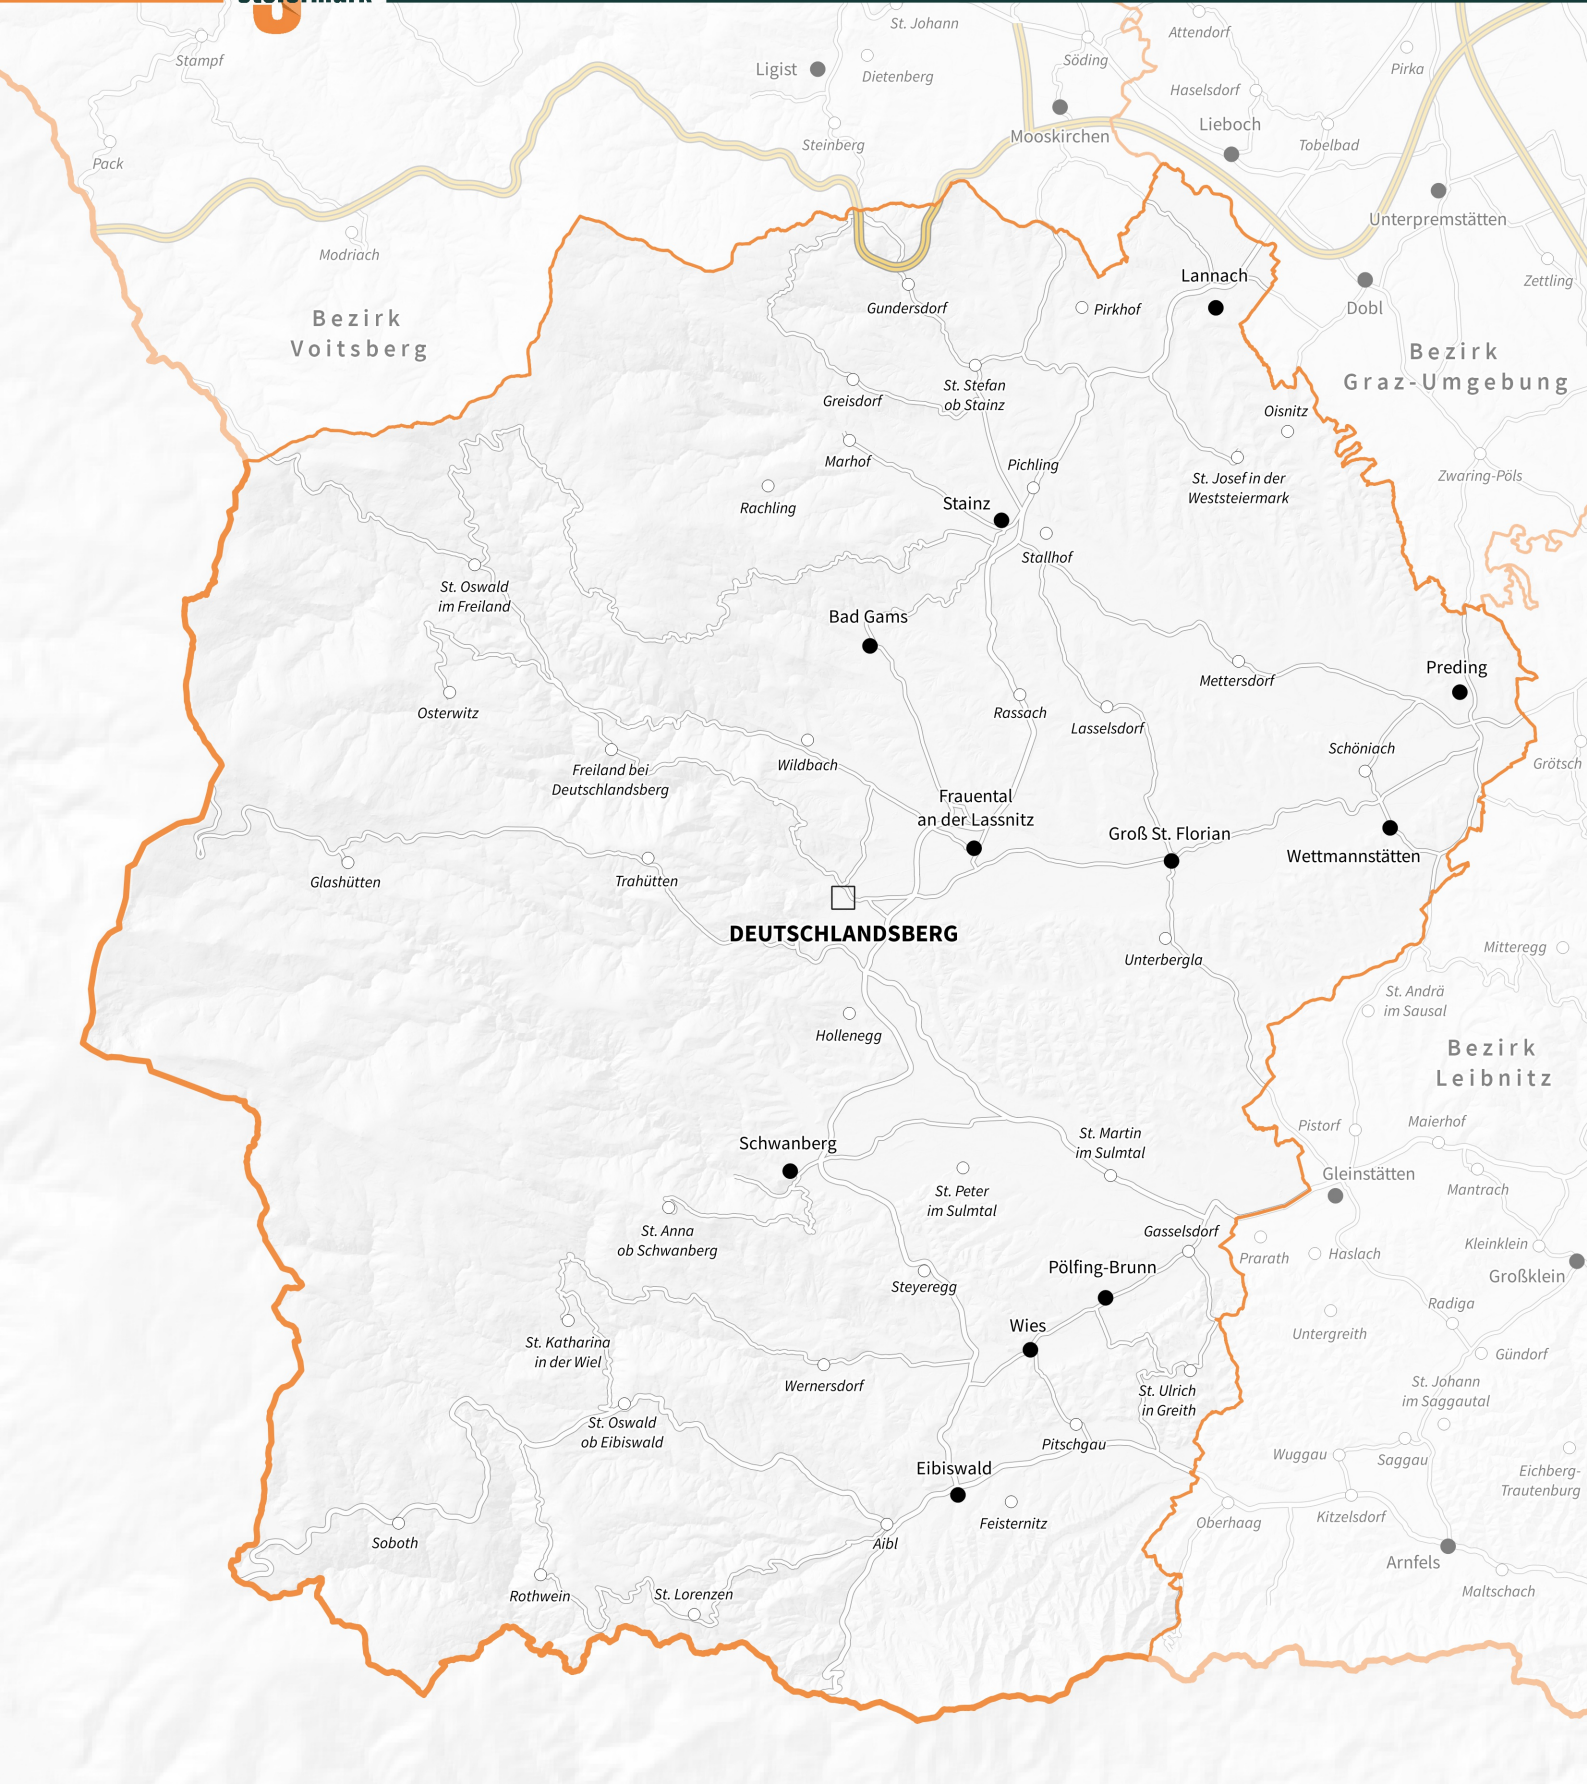 St. Johann
Attendorf
Stampf
Söding
Ligist
Dietenberg
Pirka
Haselsdorf
Lieboch
Mooskirchen
Steinberg
Tobelbad
Pack
Unterpremstätten
Modriach
Lannach
Zettling
Gundersdorf
Pirkhof
Dobl
Bezirk
Voitsberg
Bezirk
Graz-Umgebung
St. Stefan
ob Stainz
Greisdorf
Oisnitz
Marhof
Pichling
St. Josef in der
Weststeiermark
Zwaring-Pöls
Rachling
Stainz
Stallhof
St. Oswald
im Freiland
Bad Gams
Preding
Mettersdorf
Osterwitz
Rassach
Lasselsdorf
Schöniach
Wildbach
Grötsch
Freiland bei
Deutschlandsberg
Frauental
an der Lassnitz
Groß St. Florian
Wettmannstätten
Glashütten
Trahütten
DEUTSCHLANDSBERG
Mitteregg
Unterbergla
St. Andrä
im Sausal
Hollenegg
Bezirk
Leibnitz
Pistorf
Maierhof
St. Martin
im Sulmtal
Schwanberg
Gleinstätten
Mantrach
St. Peter
im Sulmtal
St. Anna
ob Schwanberg
Gasselsdorf
Prarath
Haslach
Kleinklein
Pölfing-Brunn
Großklein
Steyeregg
Radiga
Wies
Untergreith
St. Katharina
in der Wiel
Gündorf
Wernersdorf
St. Ulrich
in Greith
St. Johann
im Saggautal
St. Oswald
ob Eibiswald
Pitschgau
Wuggau
Saggau
Eibiswald
Eichberg-
Trautenburg
Feisternitz
Oberhaag
Kitzelsdorf
Soboth
Aibl
Arnfels
Rothwein
St. Lorenzen
Maltschach